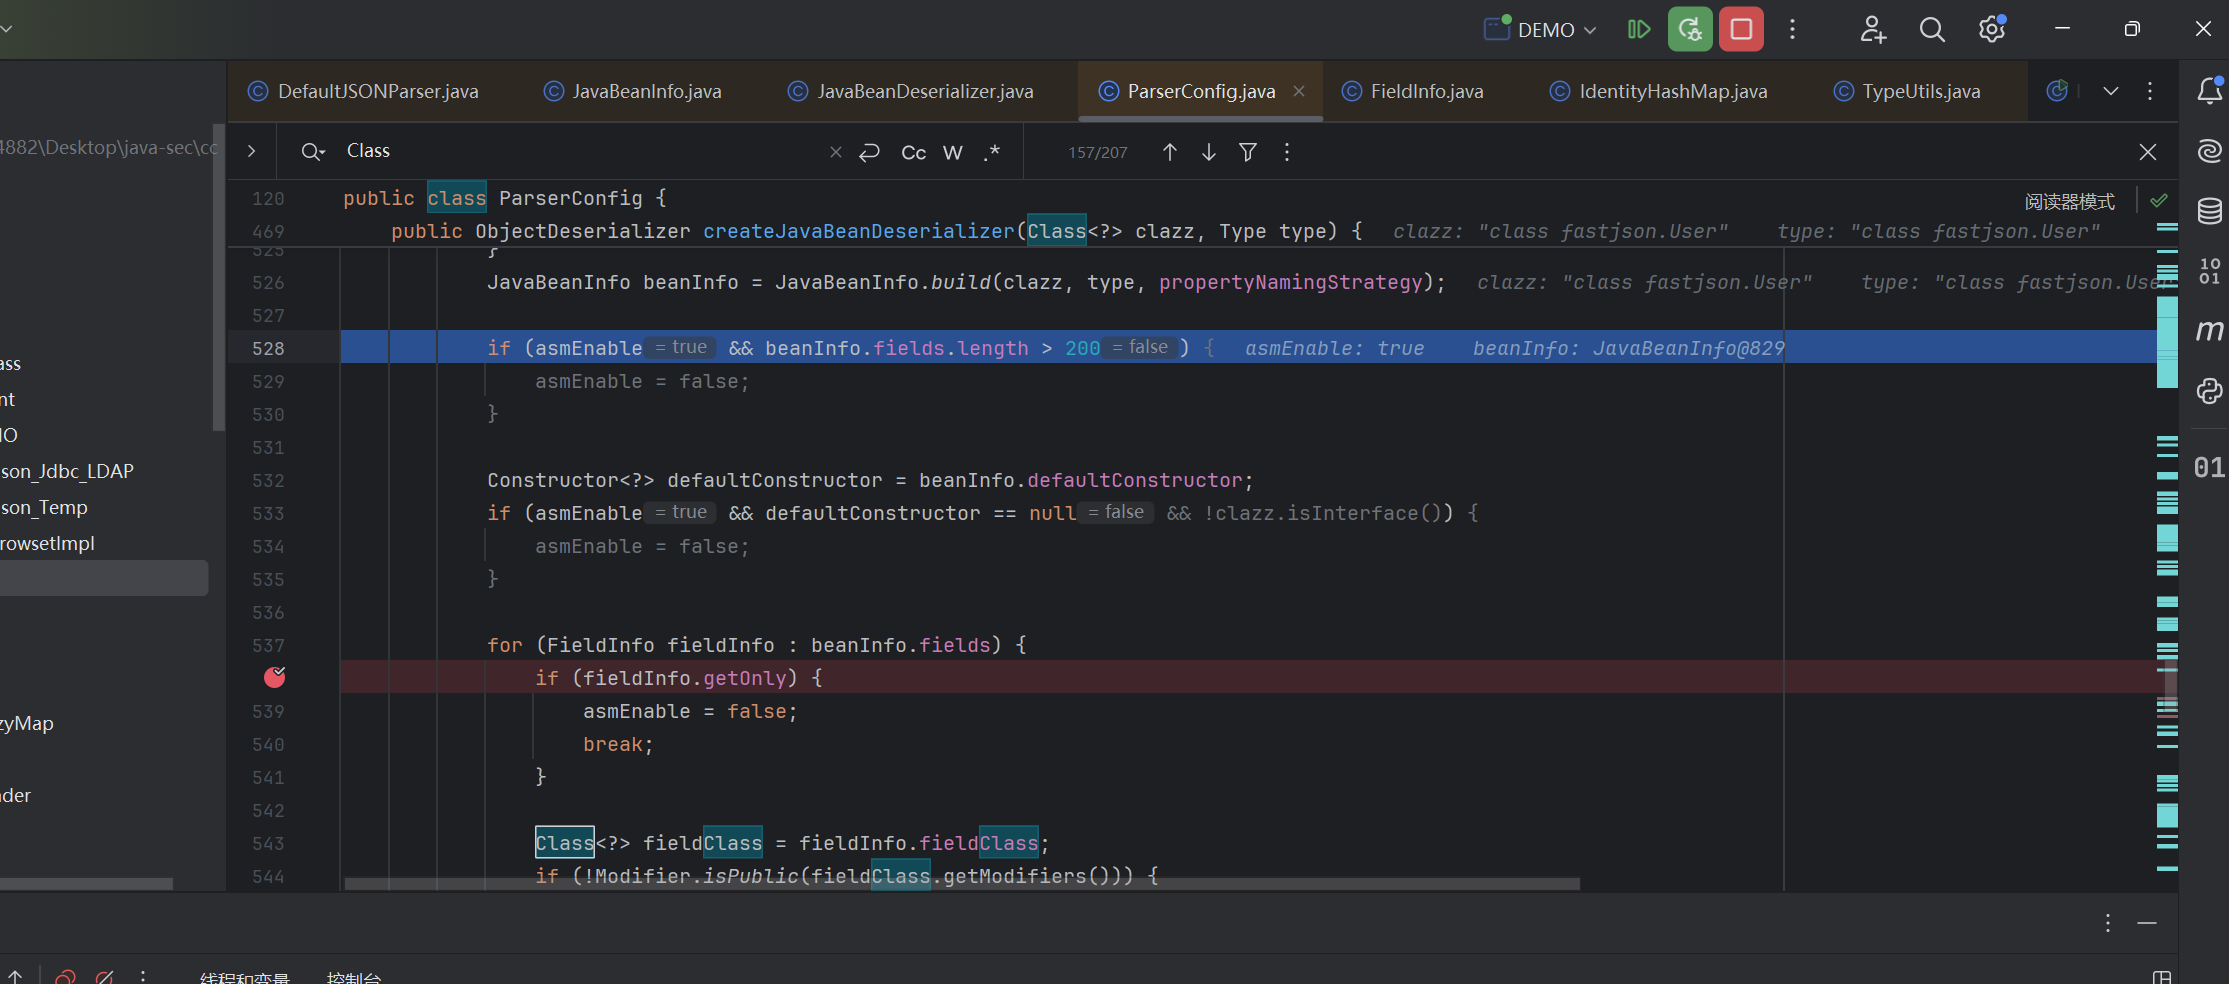 DEMO
DefaultJSONParser.java
JavaBeanInfo.java
JavaBeanDeserializer.java
ParserConfig.java
FieldInfo.java
IdentityHashMap.java
TypeUtils.java
4882\Desktop\java-sec\cc
Class
Cc W .*
157/207
120 public class ParserConfig {
阅读器模式
469 public ObjectDeserializer createJavaBeanDeserializer(Class<?> clazz, Type type) { clazz: "class fastjson.User" type: "class fastjson.User"
525 }
526 JavaBeanInfo beanInfo = JavaBeanInfo.build(clazz, type, propertyNamingStrategy); clazz: "class fastjson.User" type: "class fastjson.User"
527
528 if (asmEnable = true && beanInfo.fields.length > 200 = false ) { asmEnable: true beanInfo: JavaBeanInfo@829
529 asmEnable = false;
530 }
531
532 Constructor<?> defaultConstructor = beanInfo.defaultConstructor;
533 if (asmEnable = true && defaultConstructor == null = false && !clazz.isInterface()) {
534 asmEnable = false;
535 }
536
537 for (FieldInfo fieldInfo : beanInfo.fields) {
if (fieldInfo.getOnly) {
539 asmEnable = false;
540 break;
541 }
542
543 Class<?> fieldClass = fieldInfo.fieldClass;
544 if (!Modifier.isPublic(fieldClass.getModifiers())) {
ass
nt
IO
son_Jdbc_LDAP
son_Temp
rowsetImpl
zyMap
ader
10
01
m
01
线程和变量
控制台